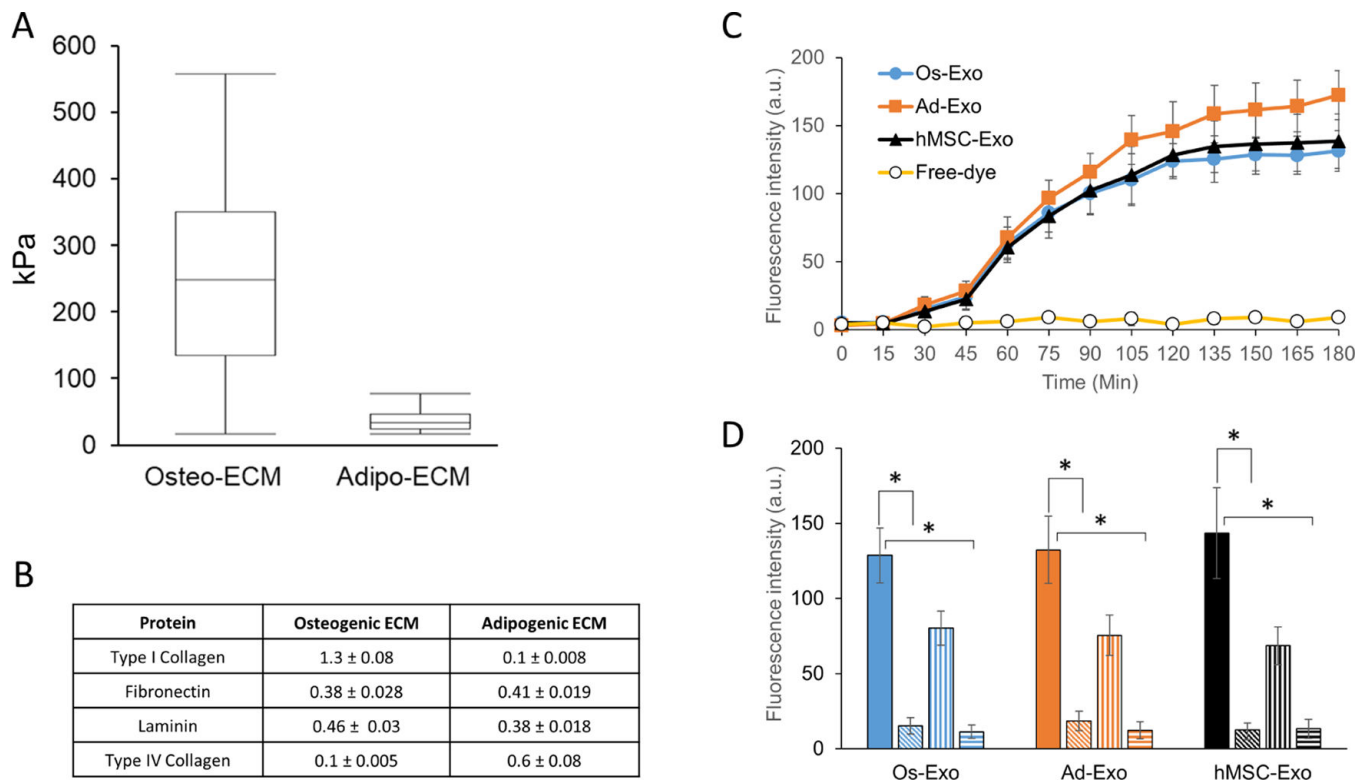 A
600
500
400
300
200
100
0
kPa
Osteo-ECM Adipo-ECM
B
Protein Osteogenic ECM Adipogenic ECM
Type I Collagen 1.3 ± 0.08 0.1 ± 0.008
Fibronectin 0.38 ± 0.028 0.41 ± 0.019
Laminin 0.46 ± 0.03 0.38 ± 0.018
Type IV Collagen 0.1 ± 0.005 0.6 ± 0.08
C
200
150
100
50
0
Fluorescence intensity (a.u.)
Os-Exo
Ad-Exo
hMSC-Exo
Free-dye
0 15 30 45 60 75 90 105 120 135 150 165 180
Time (Min)
D
200
150
100
50
0
Fluorescence intensity (a.u.)
* * *
* * *
Os-Exo Ad-Exo hMSC-Exo